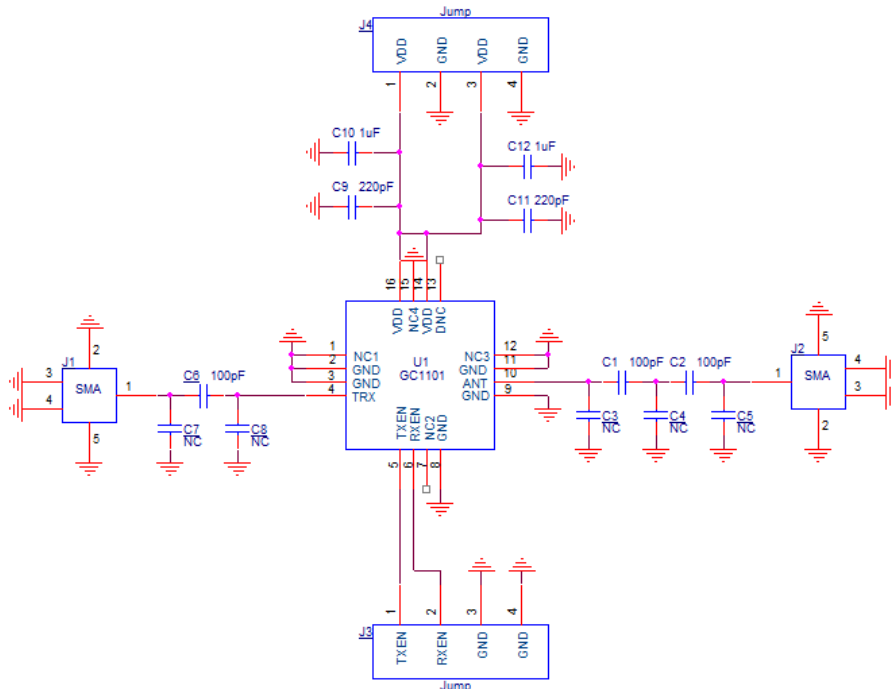 Jump
J4
VDD
GND
VDD
GND
1
2
3
4
C10 1uF
C12 1uF
C9 220pF
C11 220pF
16
15
14
13
VDD
NC4
VDD
DNC
1
2
3
4
NC1
GND
GND
TRX
U1
GC1101
NC3
GND
ANT
GND
12
11
10
9
TXEN
RXEN
NC2
GND
5
6
7
8
J1
SMA
2
3
4
1
5
C6 100pF
C7
NC
C8
NC
C1 100pF
C2 100pF
C3
NC
C4
NC
C5
NC
J2
SMA
5
4
3
1
2
1
2
3
4
J3
TXEN
RXEN
GND
GND
Jump